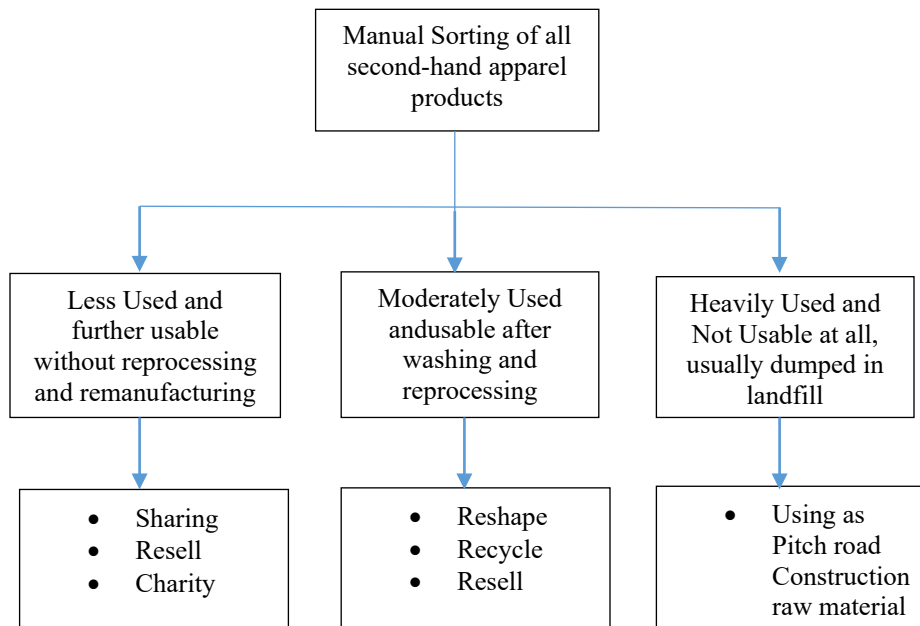 Manual Sorting of all
second-hand apparel
products
Less Used and
further usable
without reprocessing
and remanufacturing
Moderately Used
andusable after
washing and
reprocessing
Heavily Used and
Not Usable at all,
usually dumped in
landfill
• Sharing
• Resell
• Charity
• Reshape
• Recycle
• Resell
• Using as
Pitch road
Construction
raw material